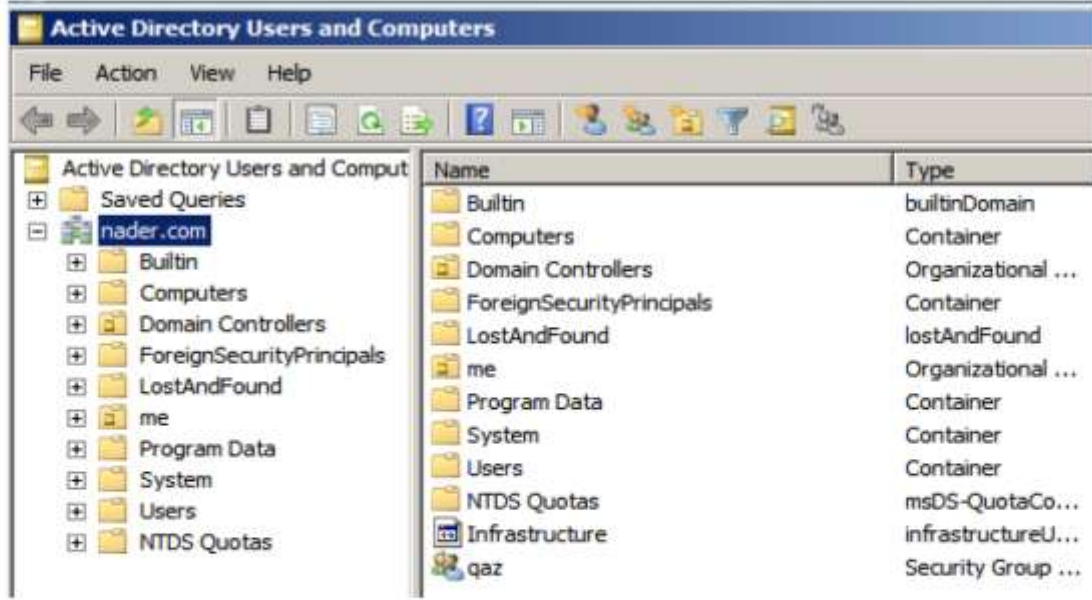 Active Directory Users and Computers
File Action View Help
Active Directory Users and Comput
Saved Queries
nader.com
Builtin
Computers
Domain Controllers
ForeignSecurityPrincipals
LostAndFound
me
Program Data
System
Users
NTDS Quotas
Name Type
Builtin builtinDomain
Computers Container
Domain Controllers Organizational ...
ForeignSecurityPrincipals Container
LostAndFound lostAndFound
me Organizational ...
Program Data Container
System Container
Users Container
NTDS Quotas msDS-QuotaCo...
Infrastructure infrastructureU...
qaz Security Group ...